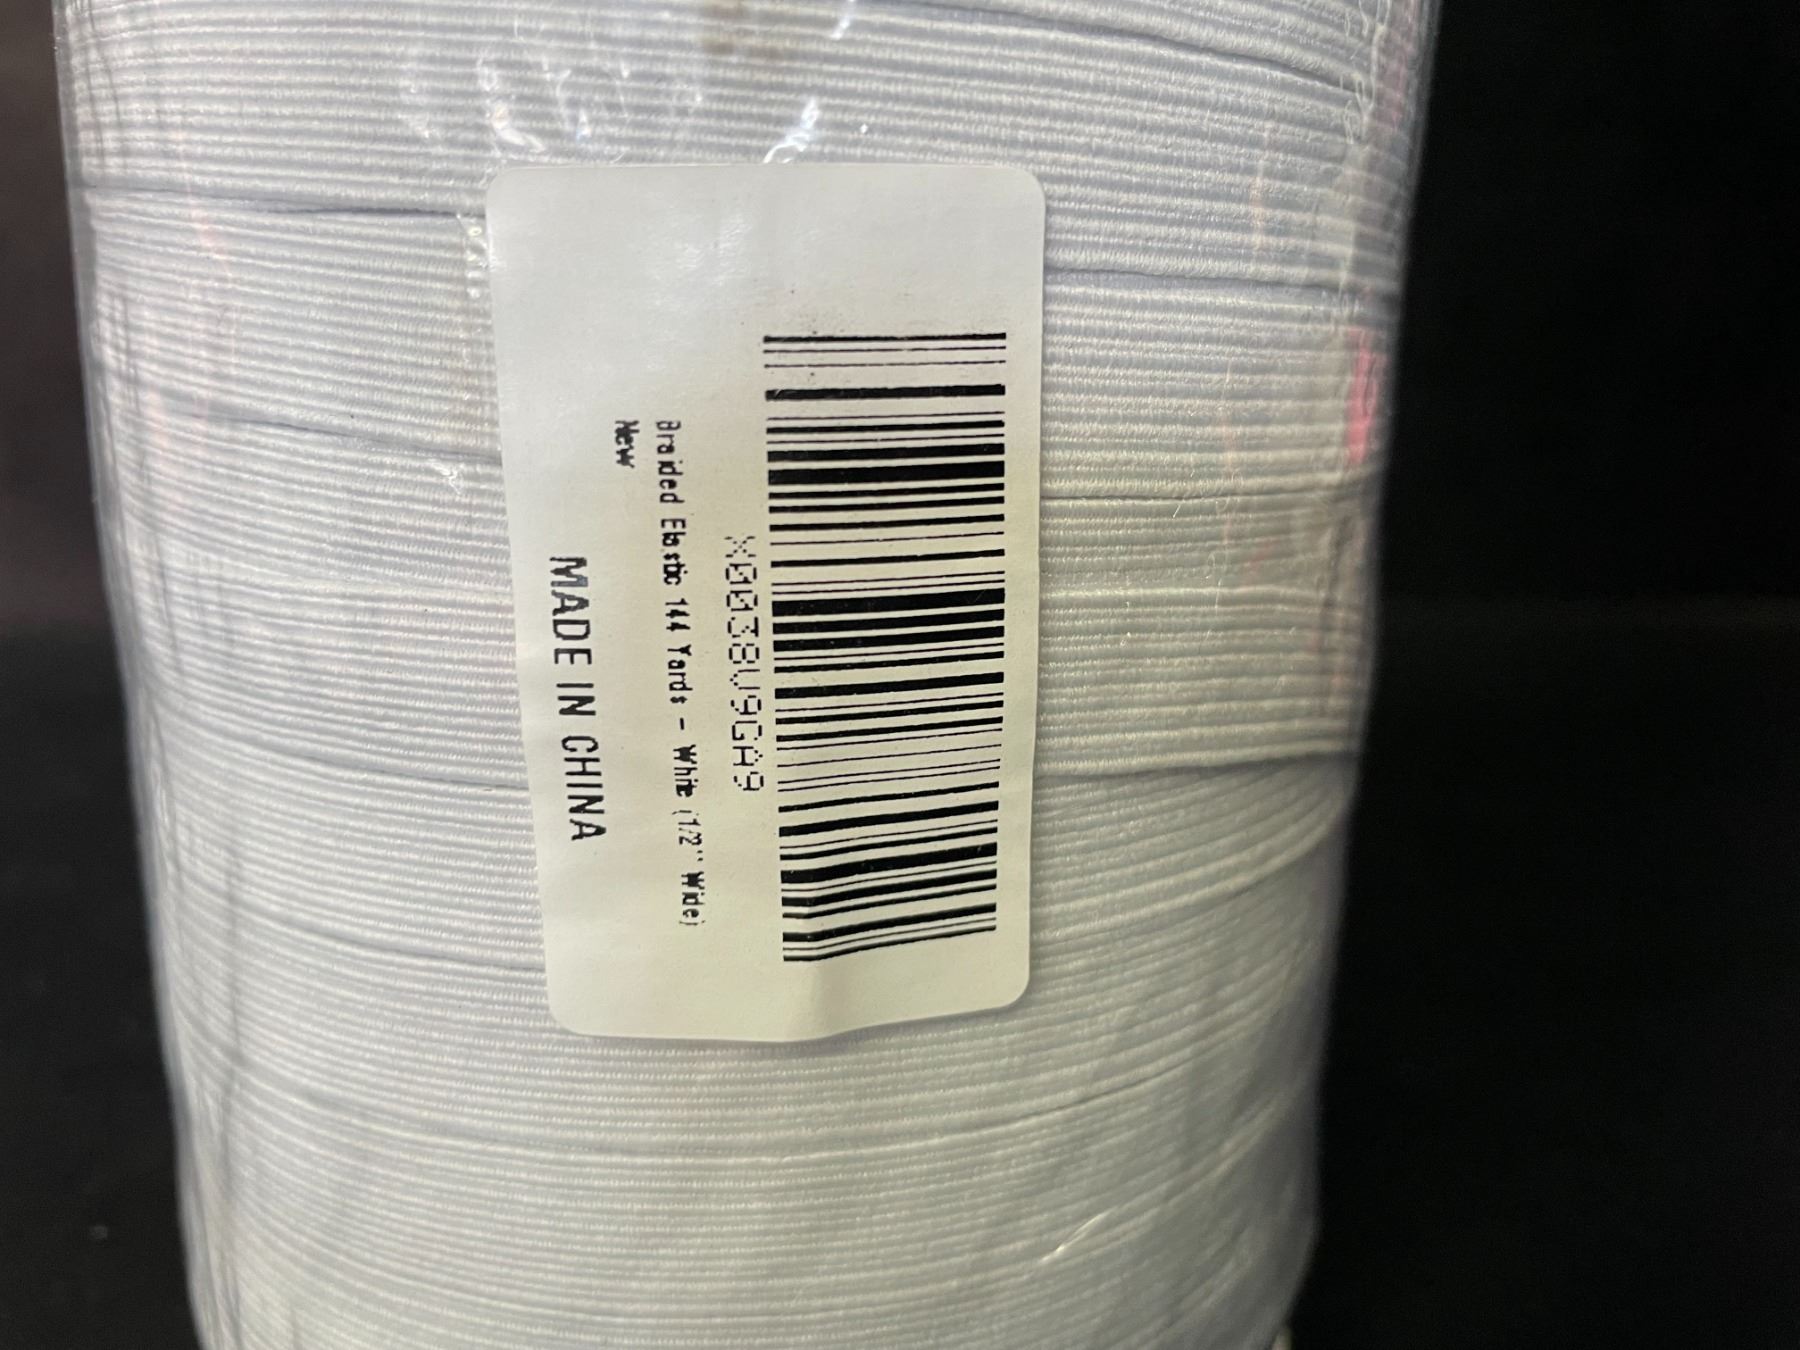 X0038U9GA9
Braided Elastic 144 Yards - White (1/2'' Wide)
New
MADE IN CHINA